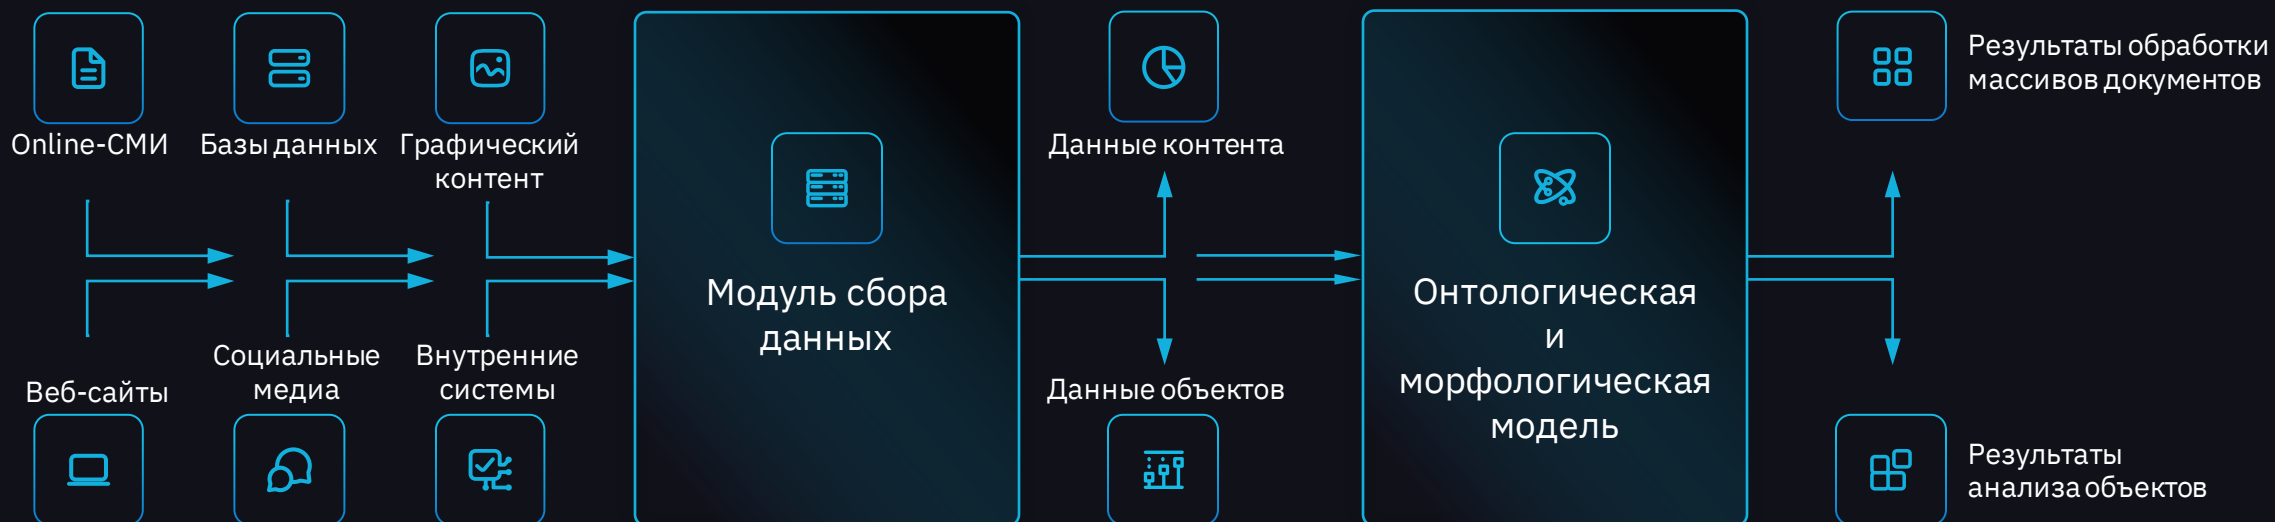 Online-СМИ
Базы данных
Графический
контент
Веб-сайты
Социальные
медиа
Внутренние
системы
Модуль сбора
данных
Данные контента
Данные объектов
Онтологическая
и
морфологическая
модель
Результаты обработки
массивов документов
Результаты
анализа объектов